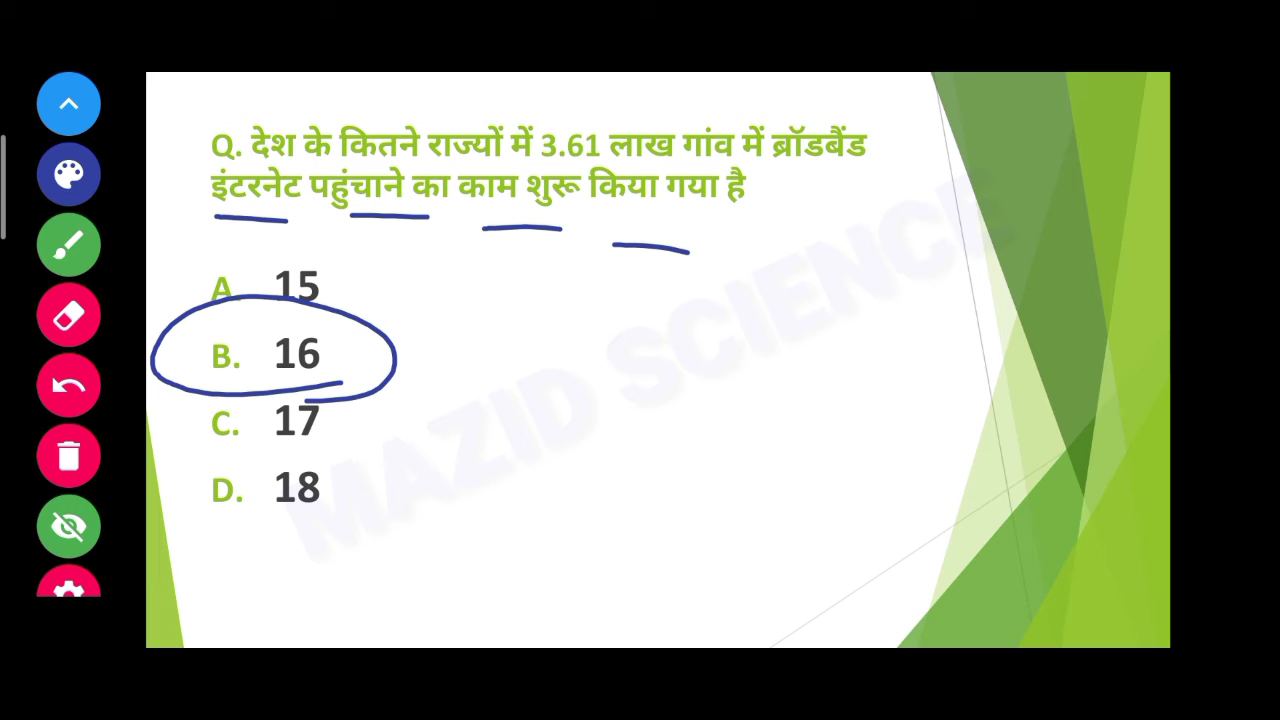 Q. देश के कितने राज्यों में 3.61 लाख गांव में ब्रॉडबैंड
इंटरनेट पहुंचाने का काम शुरू किया गया है
A. 15
B. 16
C. 17
D. 18
MAZID SCIENCE